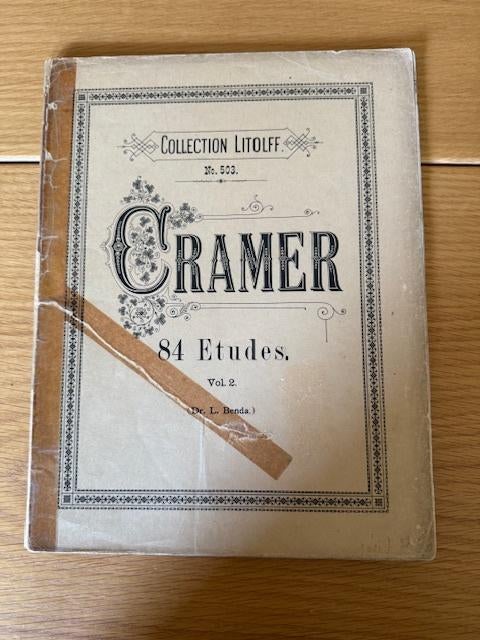 COLLECTION LITOLFF
No. 503.
CRAMER
84 Etudes.
Vol. 2.
(Dr. L. Benda.)